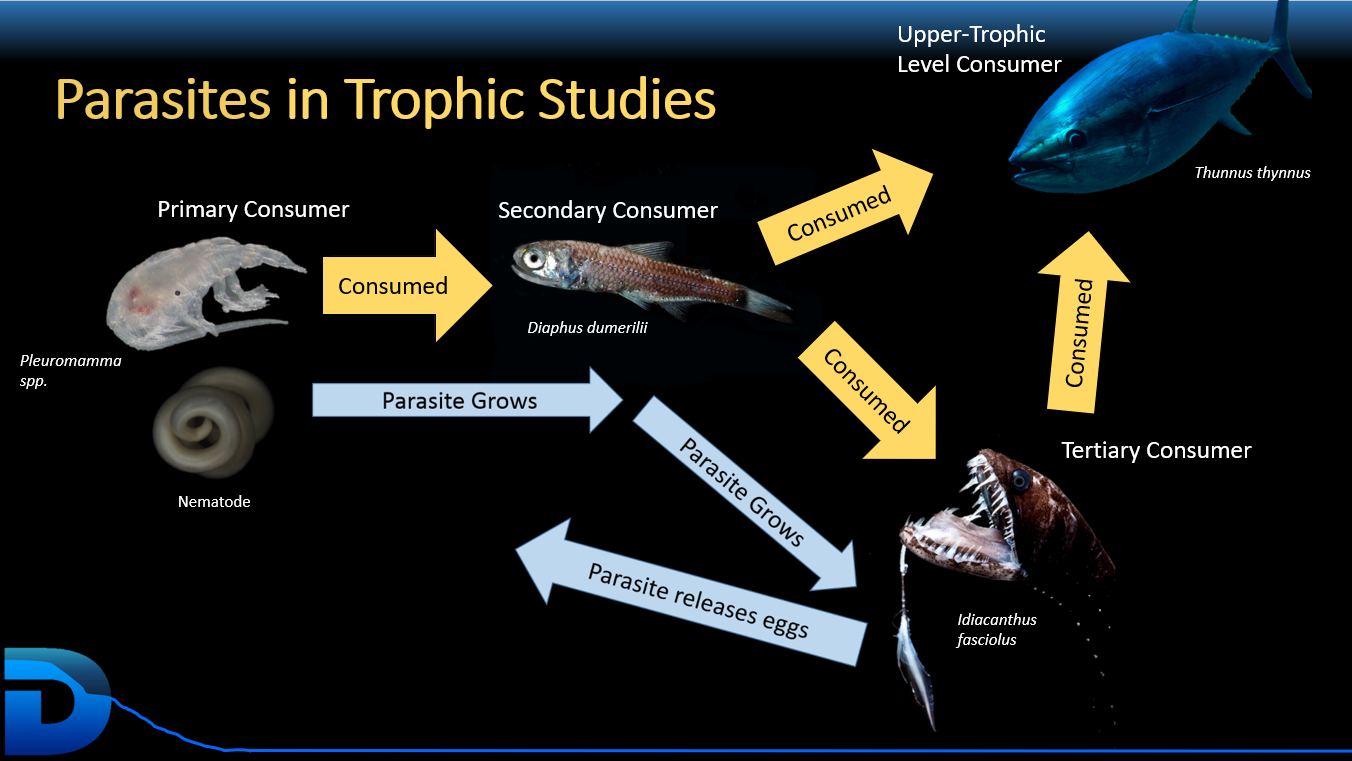 Parasites in Trophic Studies
Upper-Trophic
Level Consumer
Thunnus thynnus
Primary Consumer
Consumed
Secondary Consumer
Consumed
Diaphus dumerilii
Pleuromamma
spp.
Consumed
Consumed
Parasite Grows
Nematode
Parasite Grows
Tertiary Consumer
Parasite releases eggs
Idiacanthus
fasciolus
D